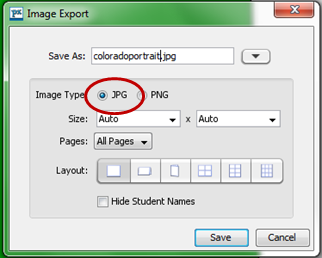 Image Export
Save As: coloradoportrait.jpg
Image Type: JPG PNG
Size: Auto x Auto
Pages: All Pages
Layout:
Hide Student Names
Save Cancel